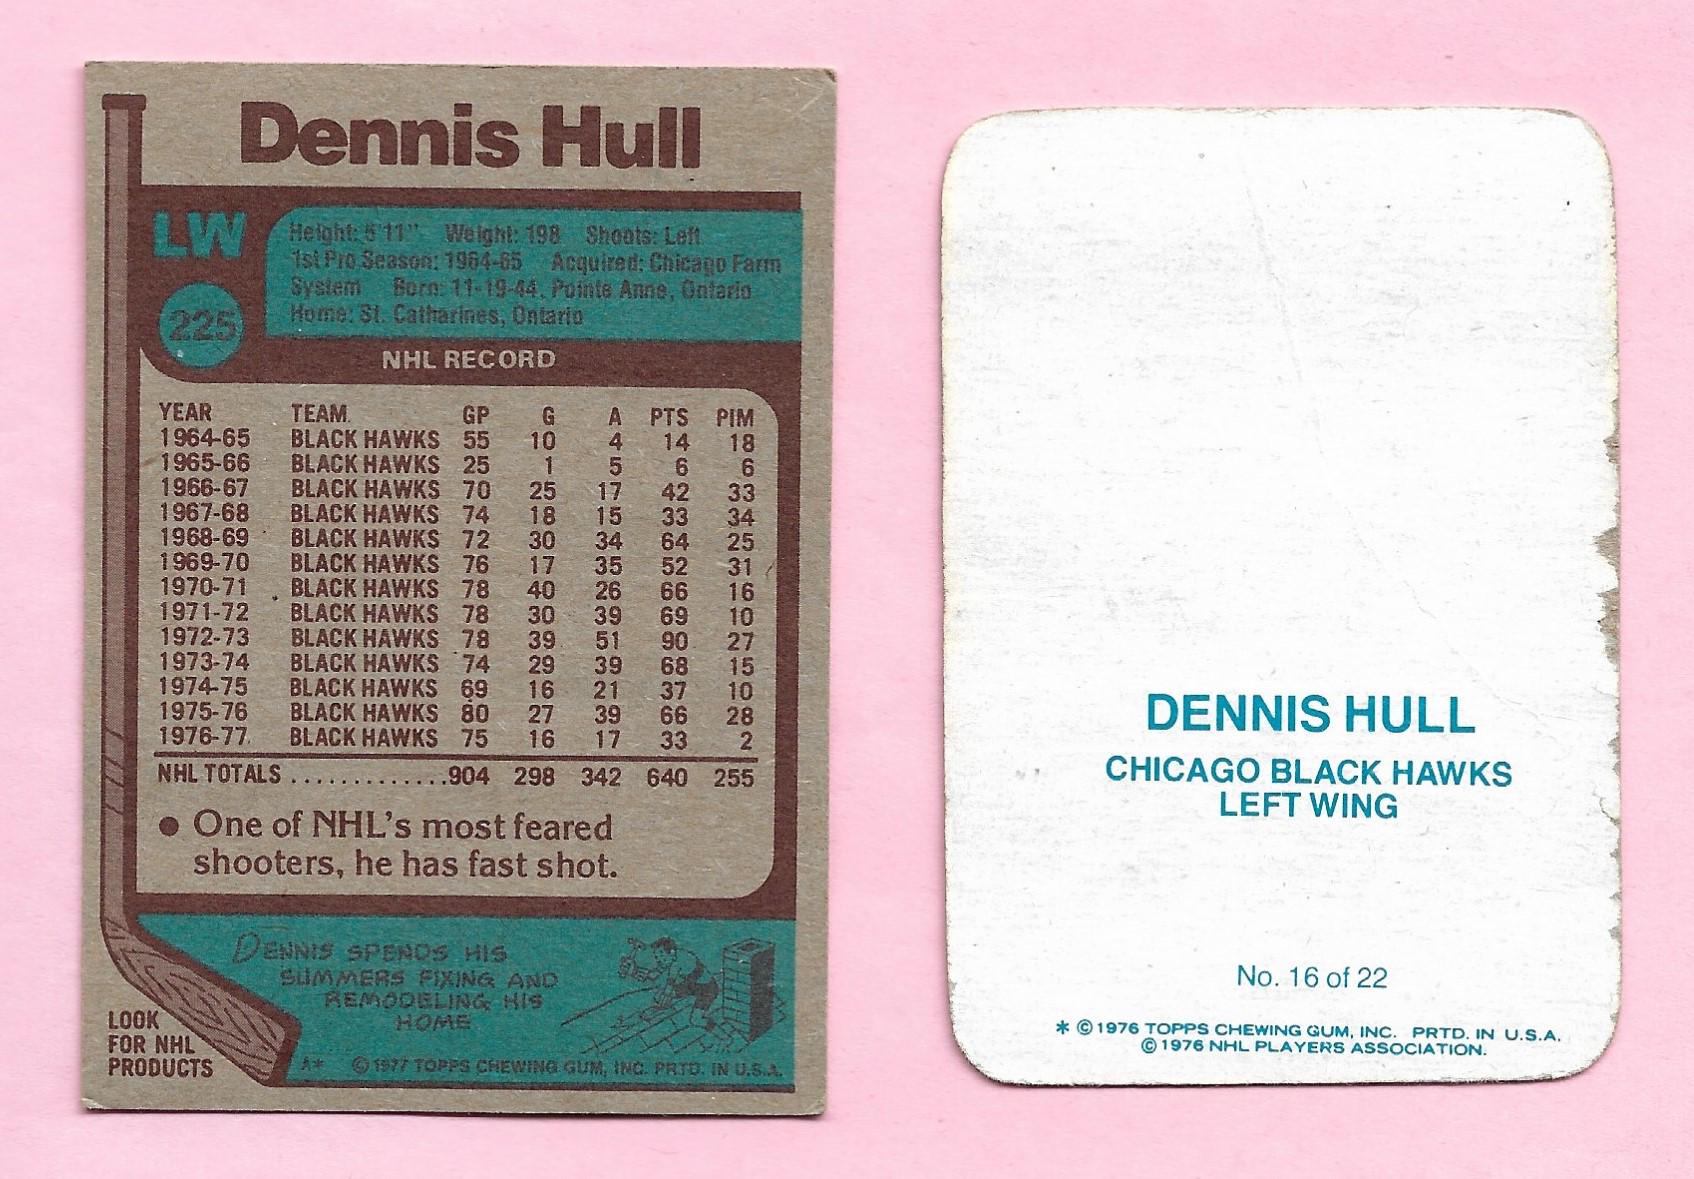 Dennis Hull
LW
225
Height: 5'11". Weight: 198 Shoots: Left
1st Pro Season: 1964-65 Acquired: Chicago Farm
System Born: 11-19-44, Pointe Anne, Ontario
Home: St. Catharines, Ontario
NHL RECORD
YEAR TEAM GP G A PTS PIM
1964-65 BLACK HAWKS 55 10 4 14 18
1965-66 BLACK HAWKS 25 1 5 6 6
1966-67 BLACK HAWKS 70 25 17 42 33
1967-68 BLACK HAWKS 74 18 15 33 34
1968-69 BLACK HAWKS 72 30 34 64 25
1969-70 BLACK HAWKS 76 17 35 52 31
1970-71 BLACK HAWKS 78 40 26 66 16
1971-72 BLACK HAWKS 78 30 39 69 10
1972-73 BLACK HAWKS 78 39 51 90 27
1973-74 BLACK HAWKS 74 29 39 68 15
1974-75 BLACK HAWKS 69 16 21 37 10
1975-76 BLACK HAWKS 80 27 39 66 28
1976-77 BLACK HAWKS 75 16 17 33 2
NHL TOTALS .............904 298 342 640 255
● One of NHL's most feared
shooters, he has fast shot.
DENNIS SPENDS HIS
SUMMERS FIXING AND
REMODELING HIS
HOME
LOOK
FOR NHL
PRODUCTS
A* ©1977 TOPPS CHEWING GUM, INC. PRTD. IN U.S.A.
DENNIS HULL
CHICAGO BLACK HAWKS
LEFT WING
No. 16 of 22
* ©1976 TOPPS CHEWING GUM, INC. PRTD. IN U.S.A.
©1976 NHL PLAYERS ASSOCIATION.